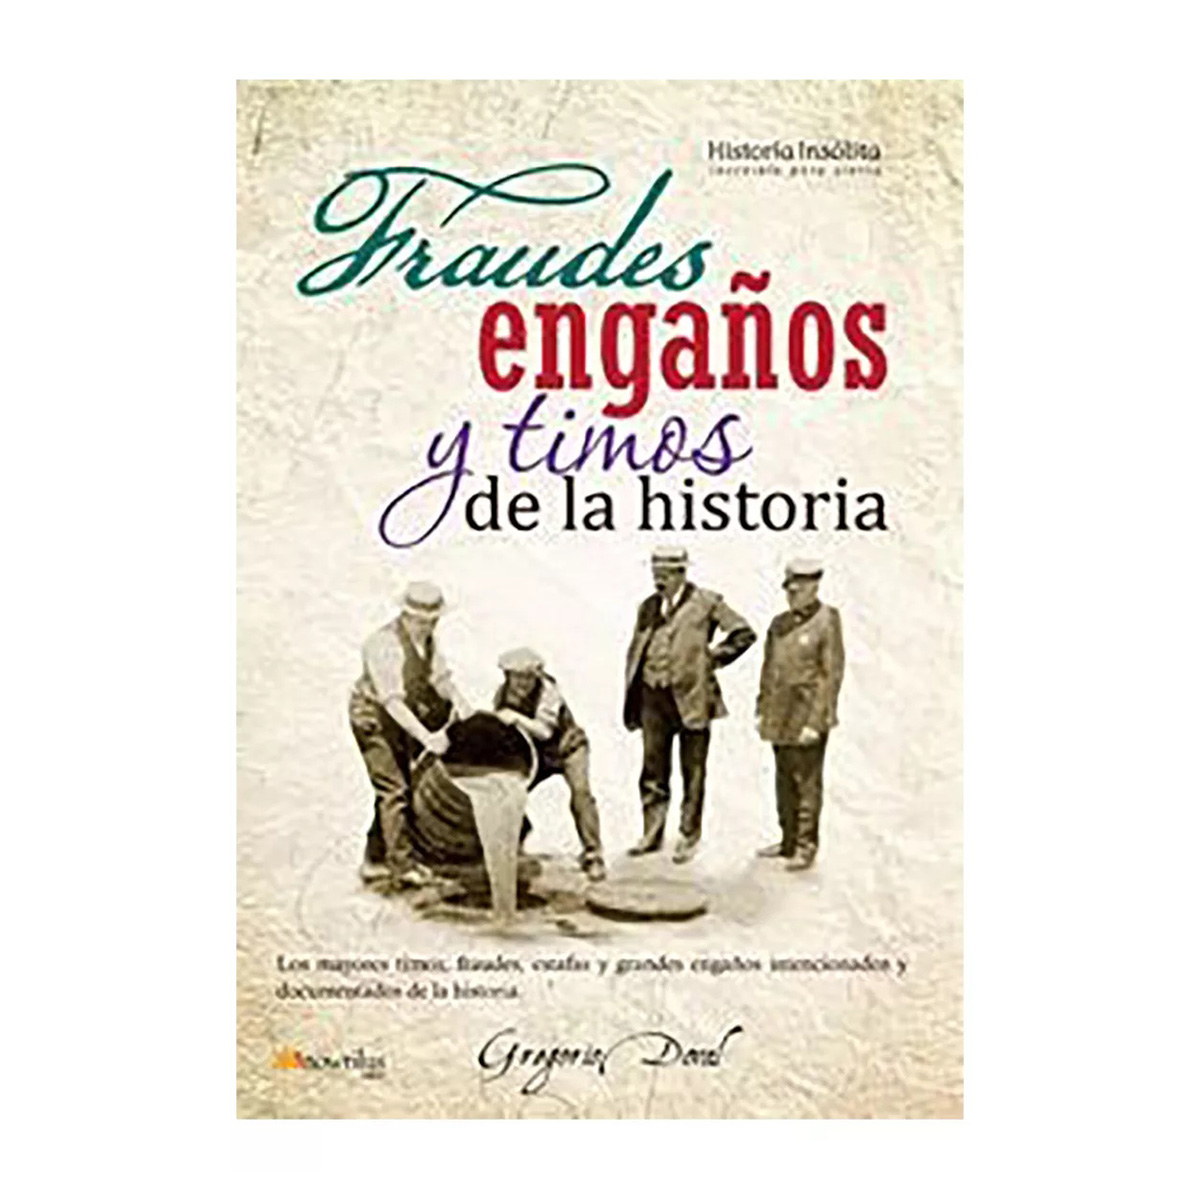 Historia Insólita
increíble pero cierta
Fraudes
engaños
y timos
de la historia
Los mayores timos, fraudes, estafas y grandes engaños intencionados y
documentados de la historia.
nowtilus
Gregorio Doval